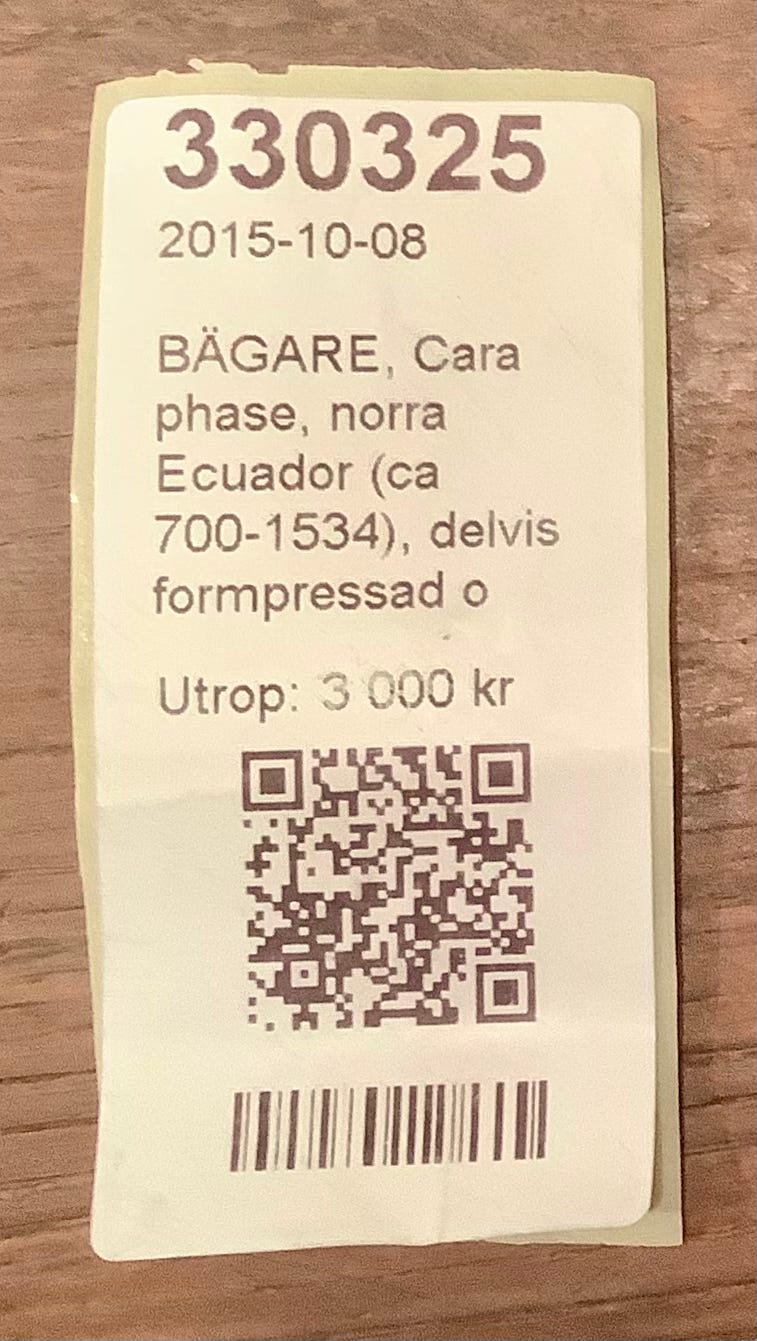 330325
2015-10-08
BÄGARE, Cara
phase, norra
Ecuador (ca
700-1534), delvis
formpressad o
Utrop: 3 000 kr